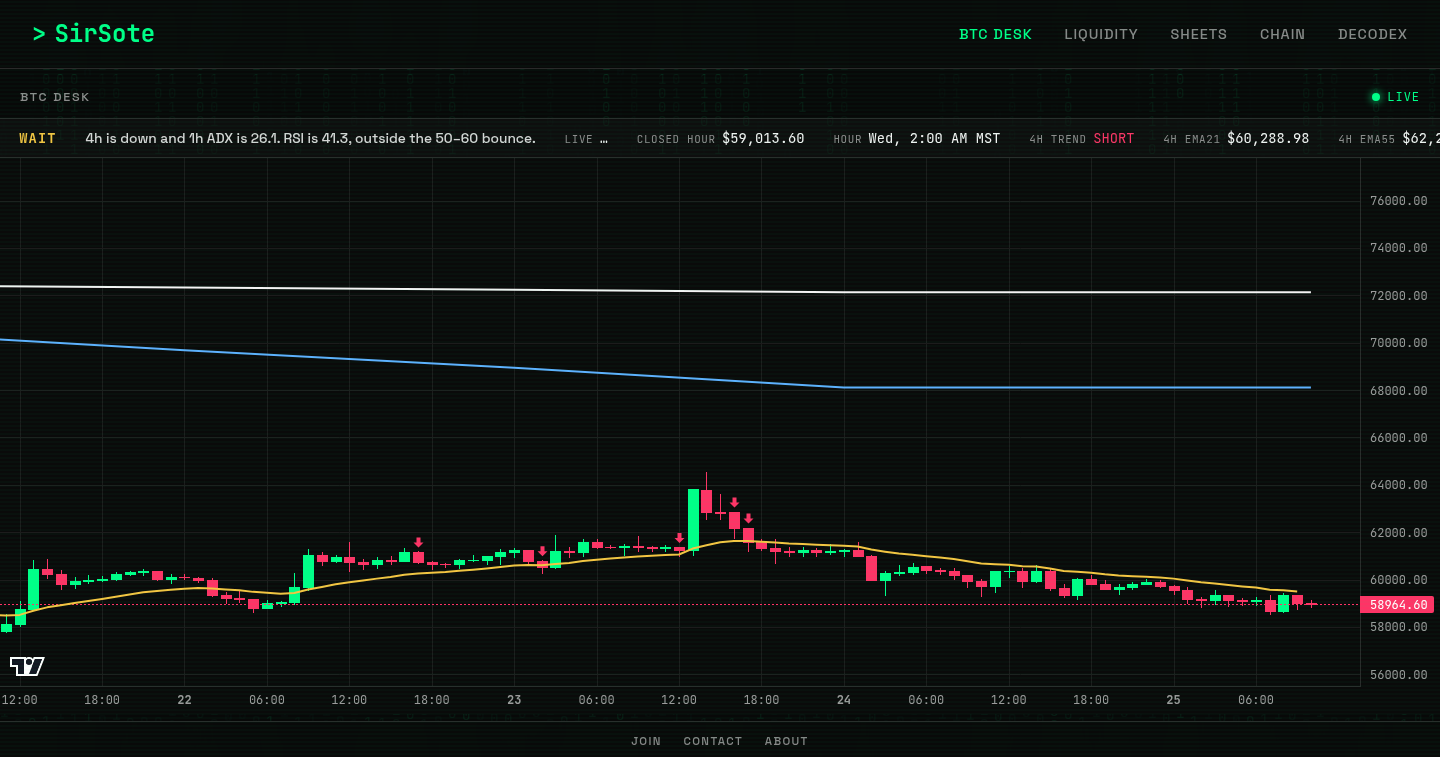 > SirSote
BTC DESK LIQUIDITY SHEETS CHAIN DECODEX
BTC DESK
LIVE
WAIT 4h is down and 1h ADX is 26.1. RSI is 41.3, outside the 50–60 bounce. LIVE … CLOSED HOUR $59,013.60 HOUR Wed, 2:00 AM MST 4H TREND SHORT 4H EMA21 $60,288.98 4H EMA55 $62,2
76000.00
74000.00
72000.00
70000.00
68000.00
66000.00
64000.00
62000.00
60000.00
58964.60
58000.00
56000.00
12:00 18:00 22 06:00 12:00 18:00 23 06:00 12:00 18:00 24 06:00 12:00 18:00 25 06:00
JOIN CONTACT ABOUT